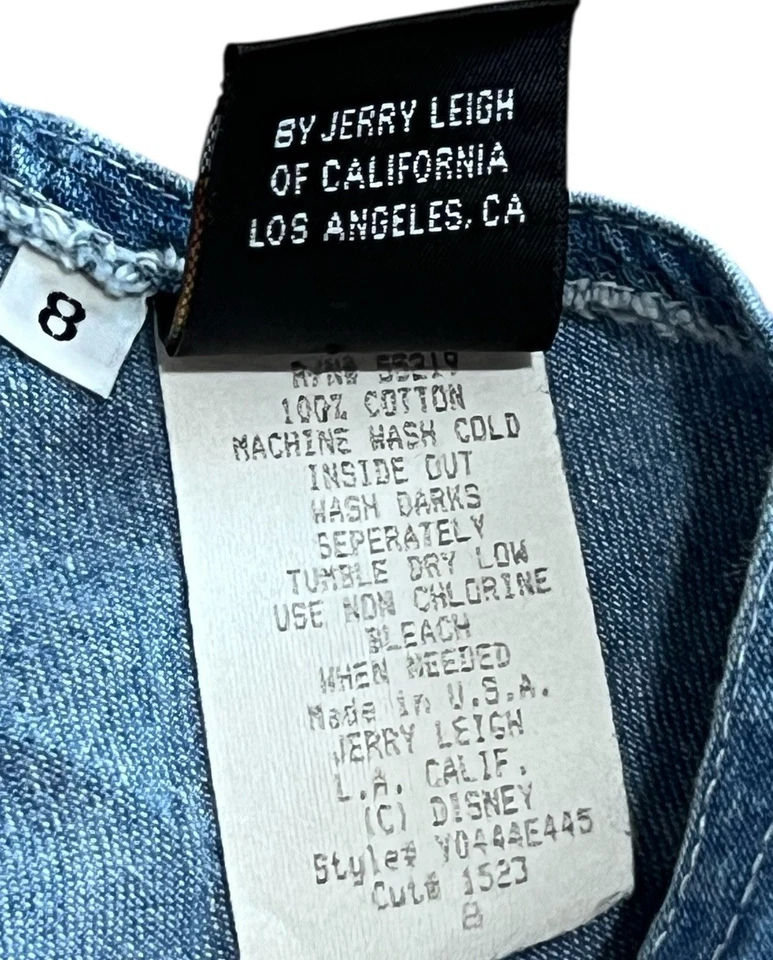 BY JERRY LEIGH
OF CALIFORNIA
LOS ANGELES, CA
8
RYN# 55219
100% COTTON
MACHINE WASH COLD
INSIDE OUT
WASH DARKS
SEPERATELY
TUMBLE DRY LOW
USE NON CHLORINE
BLEACH
WHEN NEEDED
Made in U.S.A.
JERRY LEIGH
L.A. CALIF.
(C) DISNEY
Style# Y0444E445
Cut# 1523
8